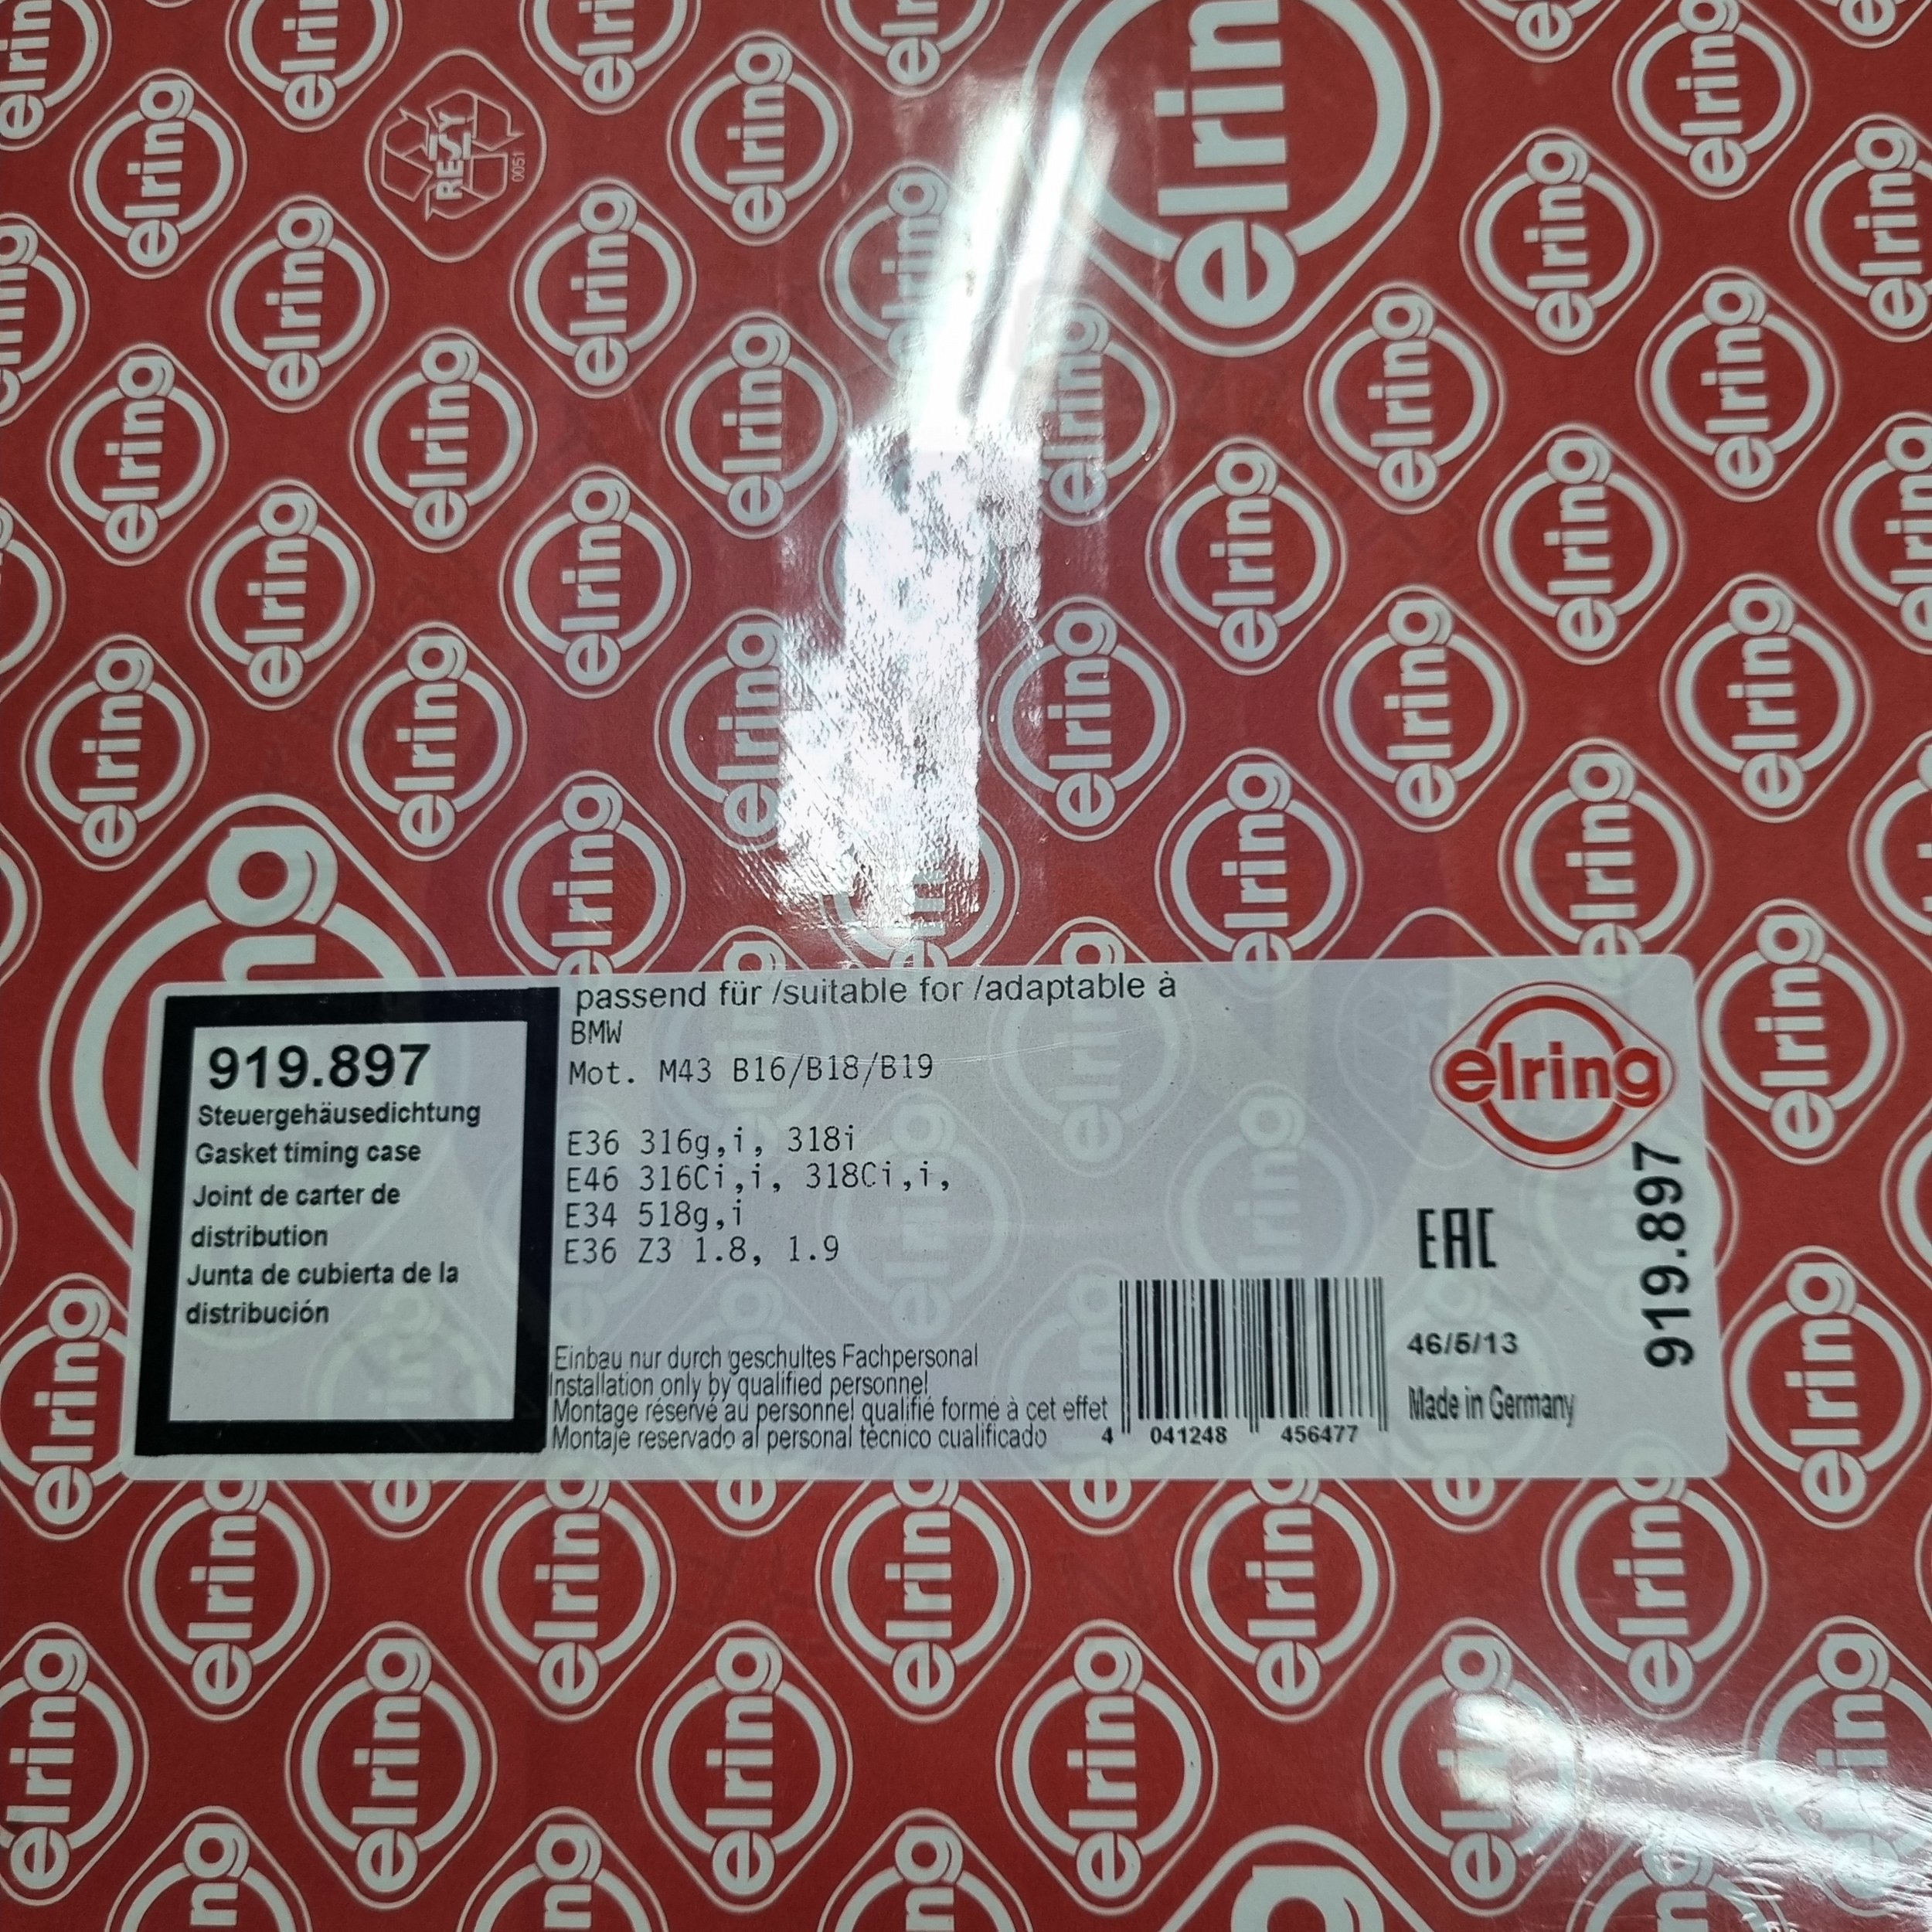 919.897
Steuergehäusedichtung
Gasket timing case
Joint de carter de
distribution
Junta de cubierta de la
distribución
passend für /suitable for /adaptable à
BMW
Mot. M43 B16/B18/B19
E36 316g,i, 318i
E46 316Ci,i, 318Ci,i,
E34 518g,i
E36 Z3 1.8, 1.9
Einbau nur durch geschultes Fachpersonal
Installation only by qualified personnel
Montage réservé au personnel qualifié formé à cet effet
Montaje reservado al personal técnico cualificado
4 041248 456477
elring
EAC
46/5/13
Made in Germany
919.897
RESY
0051
elring